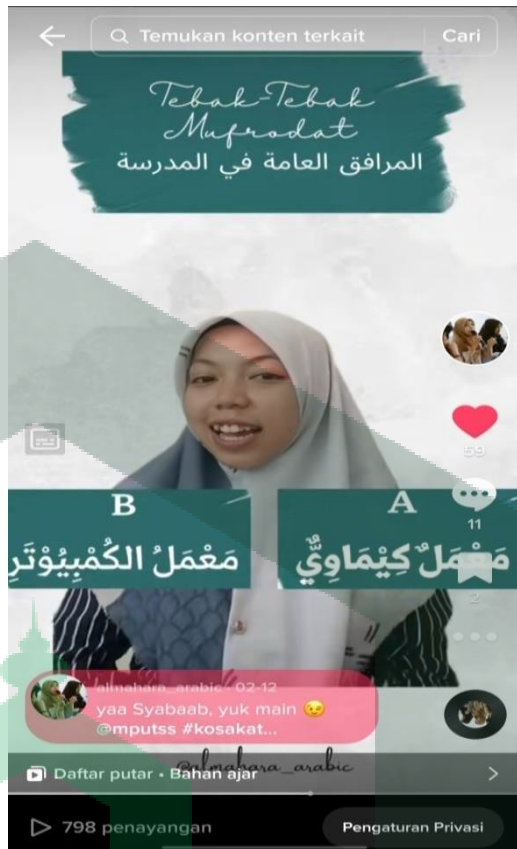 Temukan konten terkait
Cari
Tebak-Tebak
Mufrodat
المرافق العامة في المدرسة
59
B
A
11
مَعْمَلُ الكُمْبِيُوْتَرِ
مَعْمَلٌ كِيْمَاوِيٌّ
2
almahara_arabic - 02-12
yaa Syabaab, yuk main 😉
@mputss #kosakat...
@almahara_arabic
Daftar putar • Bahan ajar
798 penayangan
Pengaturan Privasi